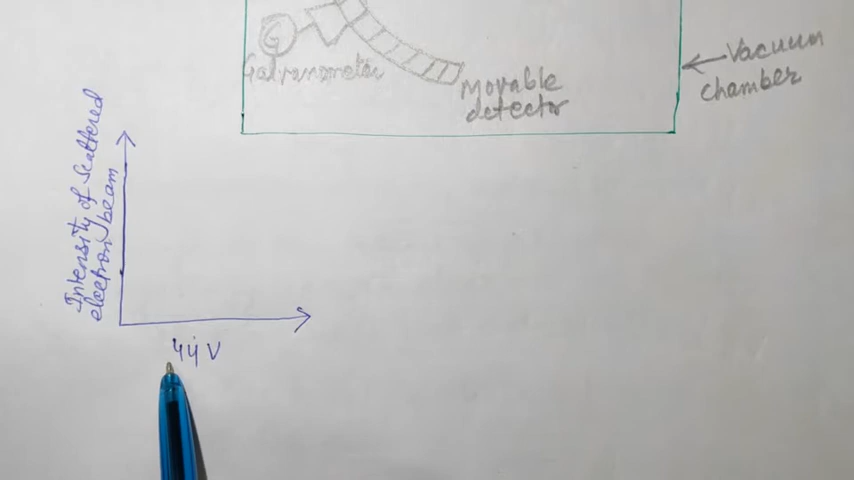 G
Galvanometer
Movable
detector
Vacuum
chamber
Intensity of scattered
electron beam
44 V